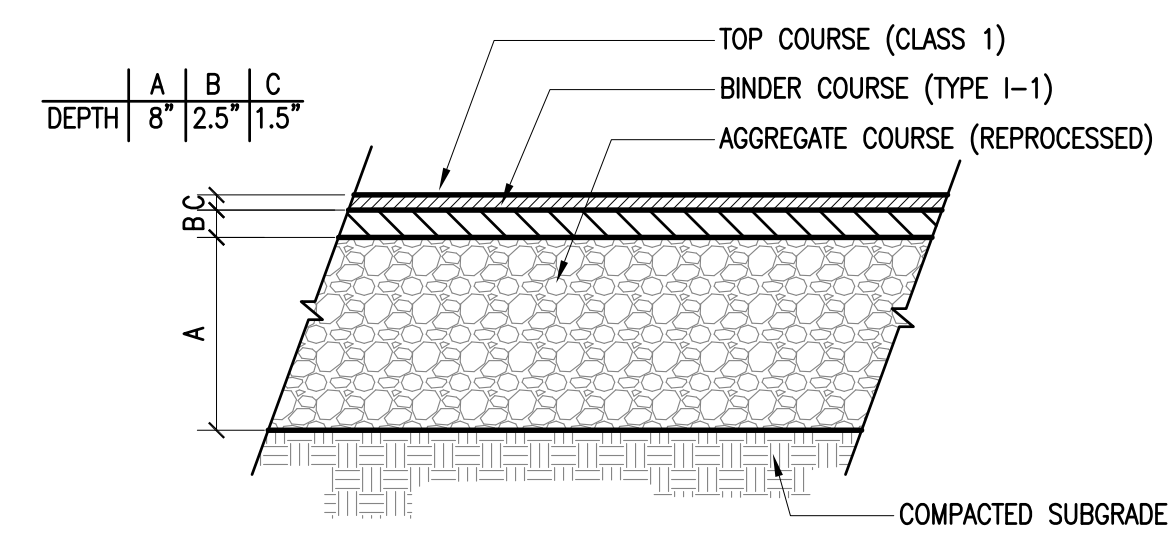 TOP COURSE (CLASS 1)
A B C
BINDER COURSE (TYPE I-1)
DEPTH 8" 2.5" 1.5"
AGGREGATE COURSE (REPROCESSED)
C
B
A
COMPACTED SUBGRADE